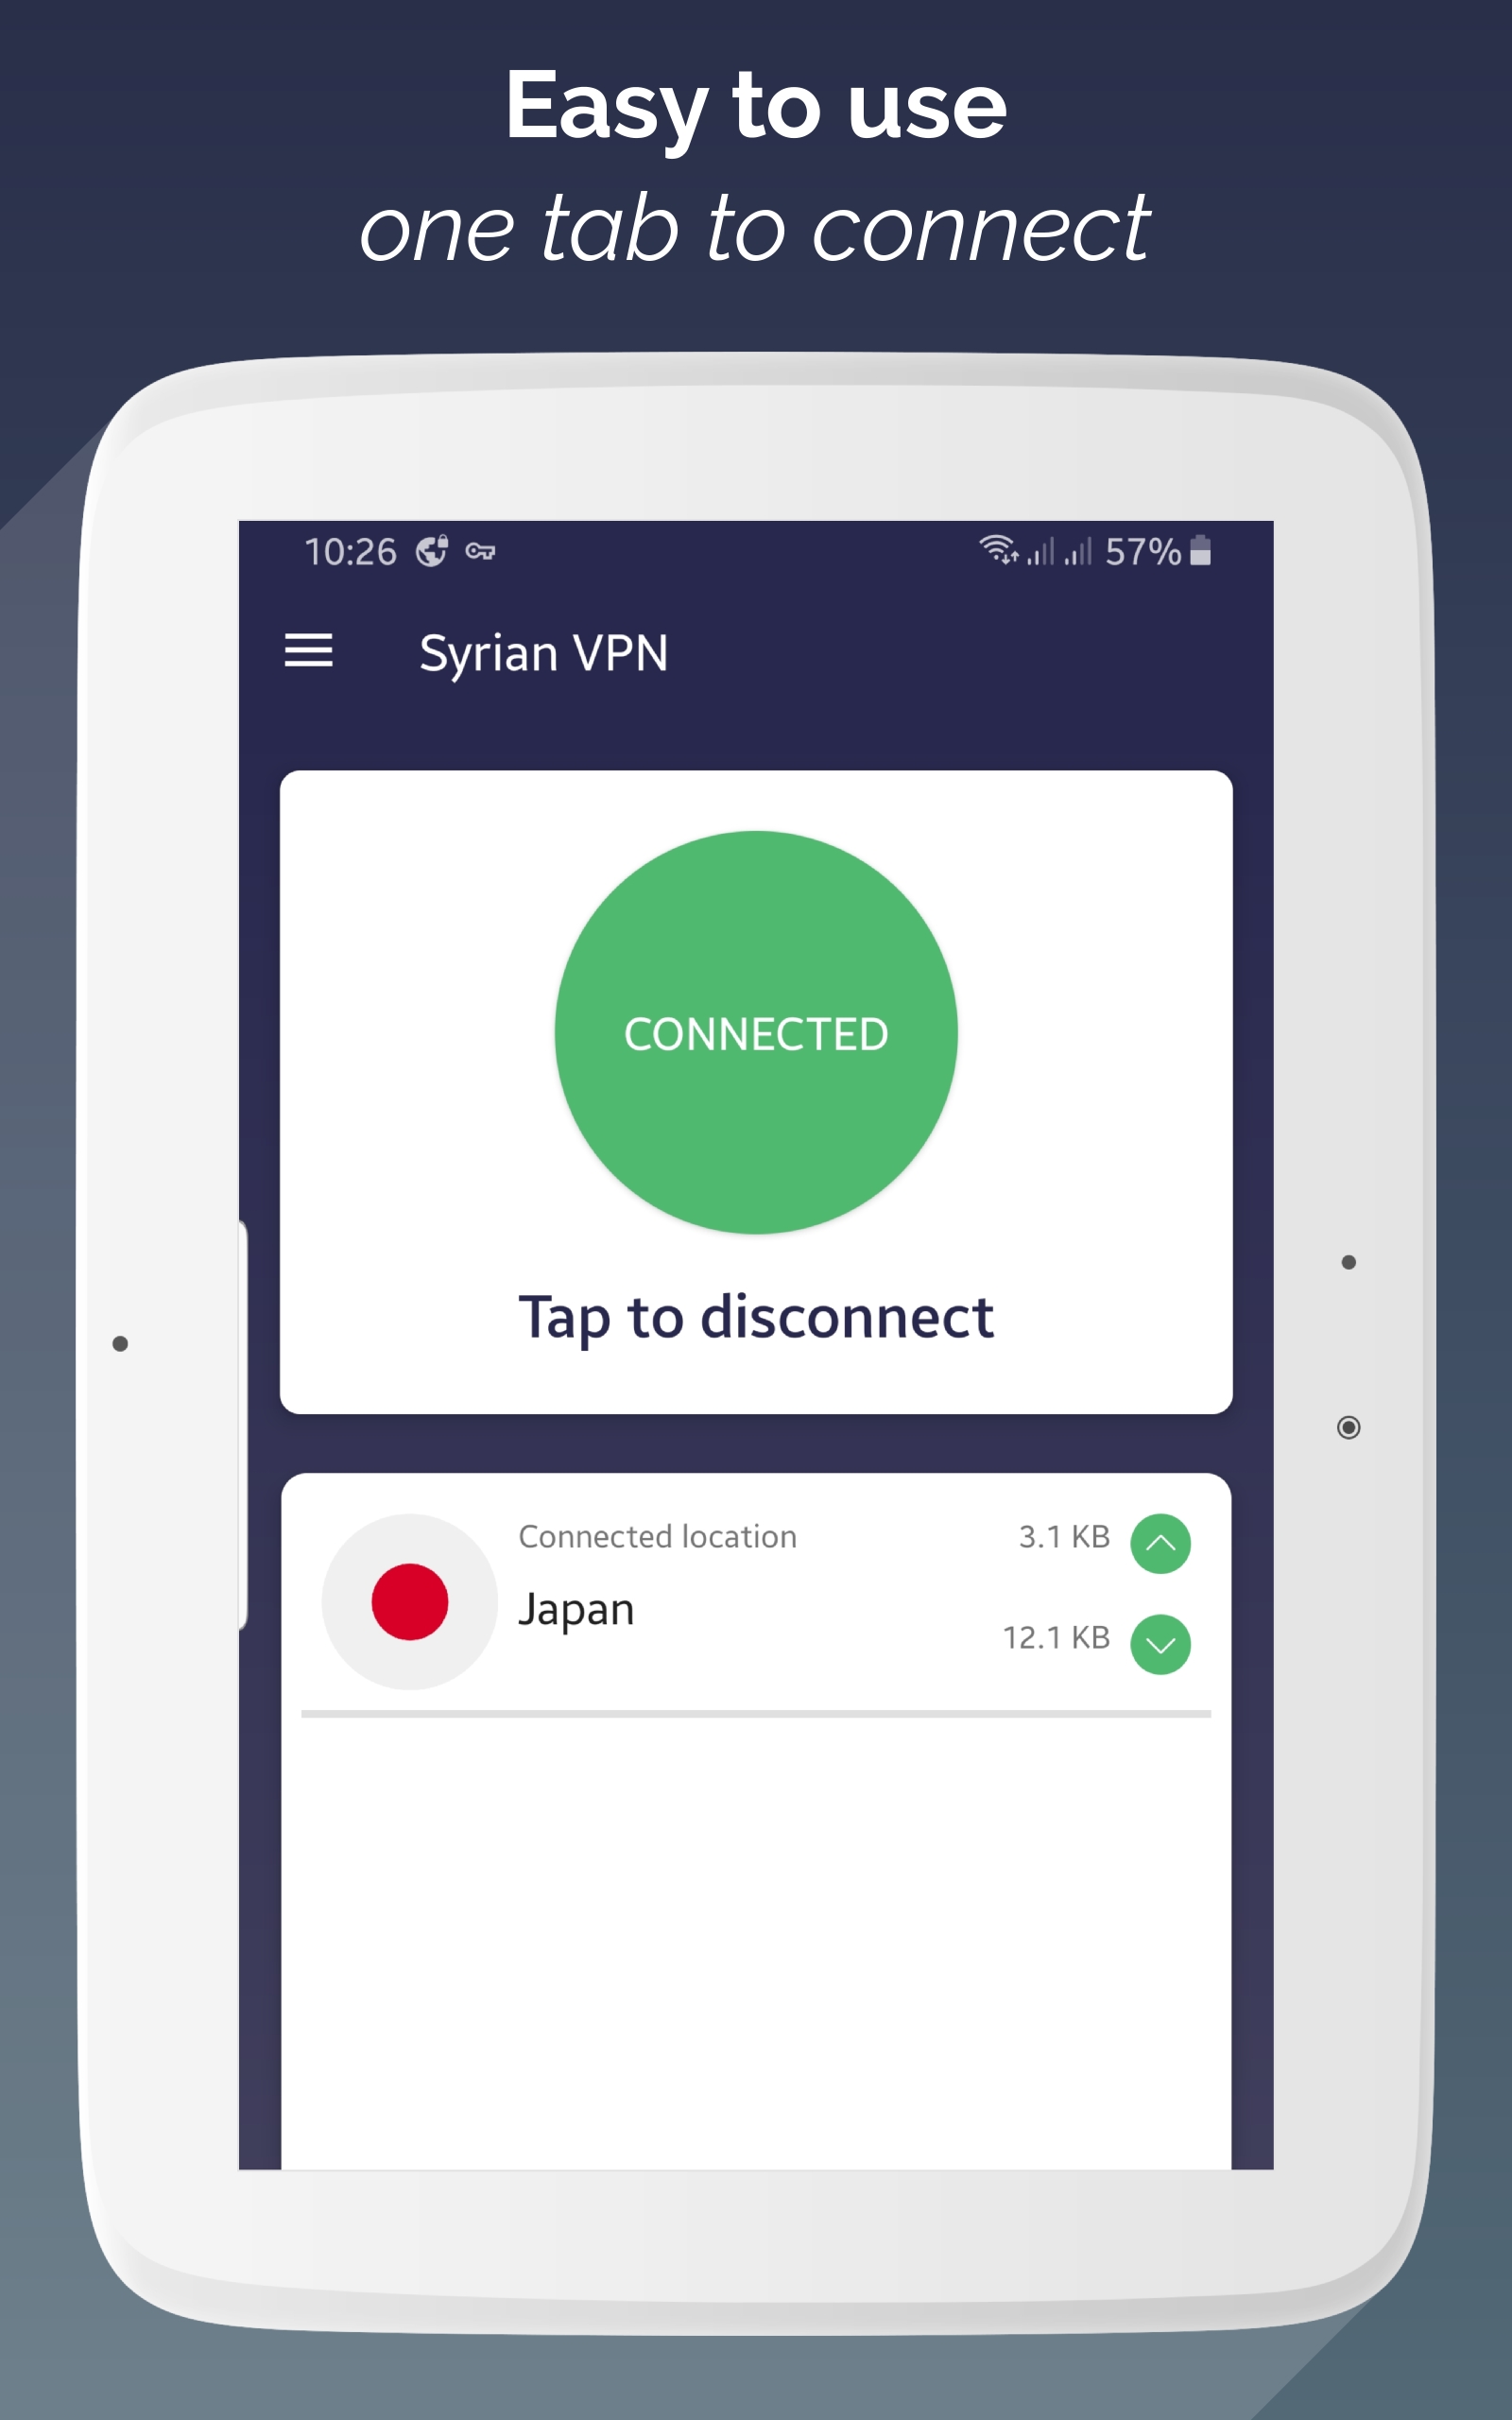 Easy to use
one tab to connect
10:26 57%
Syrian VPN
CONNECTED
Tap to disconnect
Connected location 3.1 KB
Japan
12.1 KB